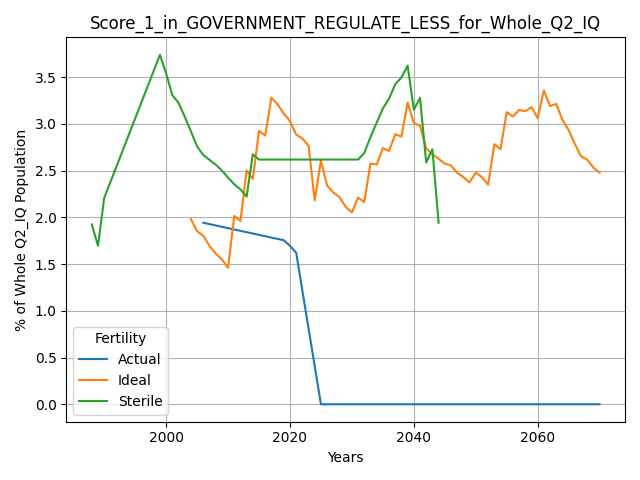 Score_1_in_GOVERNMENT_REGULATE_LESS_for_Whole_Q2_IQ
% of Whole Q2_IQ Population
3.5
3.0
2.5
2.0
1.5
1.0
0.5
0.0
Fertility
Actual
Ideal
Sterile
2000
2020
2040
2060
Years